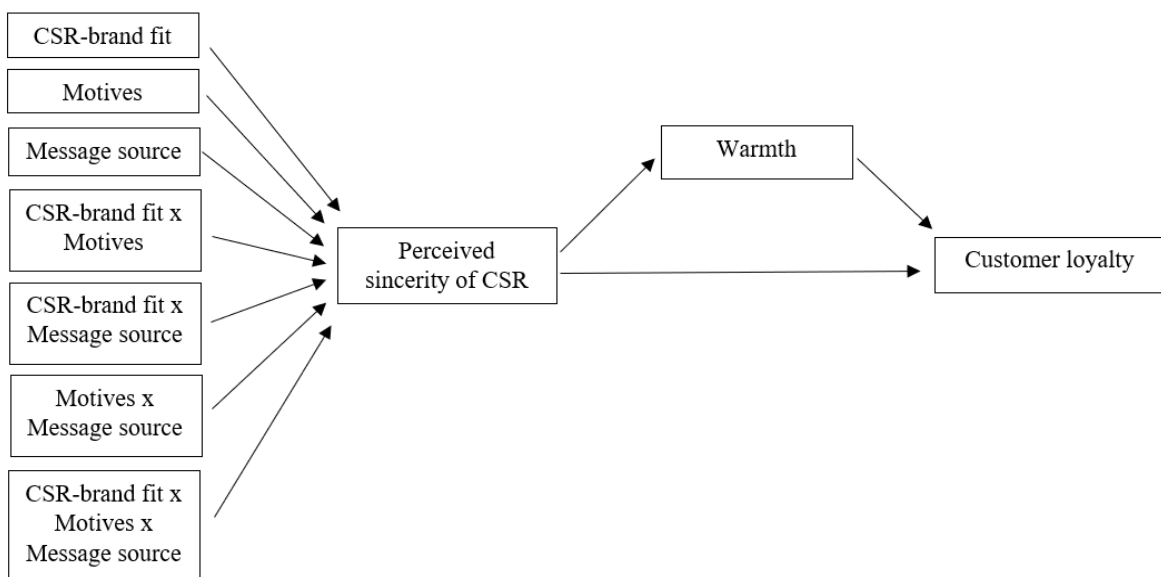 CSR-brand fit
Motives
Message source
CSR-brand fit x
Motives
CSR-brand fit x
Message source
Motives x
Message source
CSR-brand fit x
Motives x
Message source
Perceived
sincerity of CSR
Warmth
Customer loyalty